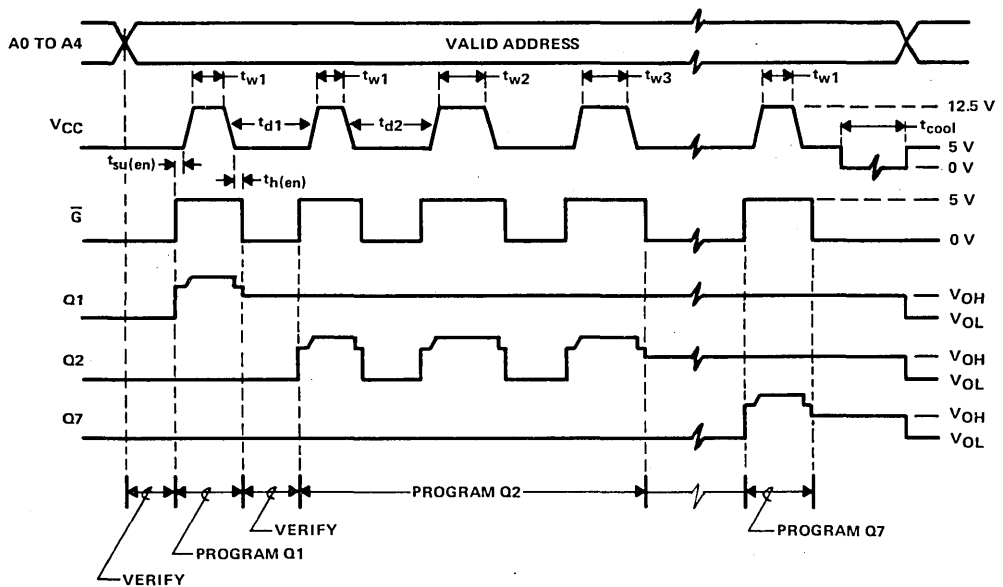 A0 TO A4
VALID ADDRESS
tw1 tw1 tw2 tw3 tw1
12.5 V
VCC
td1 td2
tcool
5 V
0 V
tsu(en)
th(en)
G̅
5 V
0 V
Q1
VOH
VOL
Q2
VOH
VOL
Q7
VOH
VOL
PROGRAM Q2
VERIFY
PROGRAM Q7
PROGRAM Q1
VERIFY